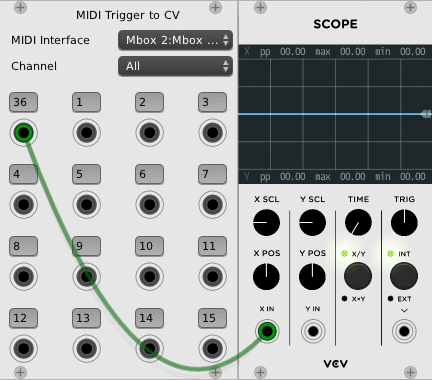 MIDI Trigger to CV
MIDI Interface Mbox 2:Mbox ...
Channel All
36 1 2 3
4 5 6 7
8 9 10 11
12 13 14 15
SCOPE
X pp 00.00 max 00.00 min 00.00
Y pp 00.00 max 00.00 min 00.00
X SCL Y SCL TIME TRIG
X POS Y POS X/Y INT
X×Y EXT
X IN Y IN
VCV